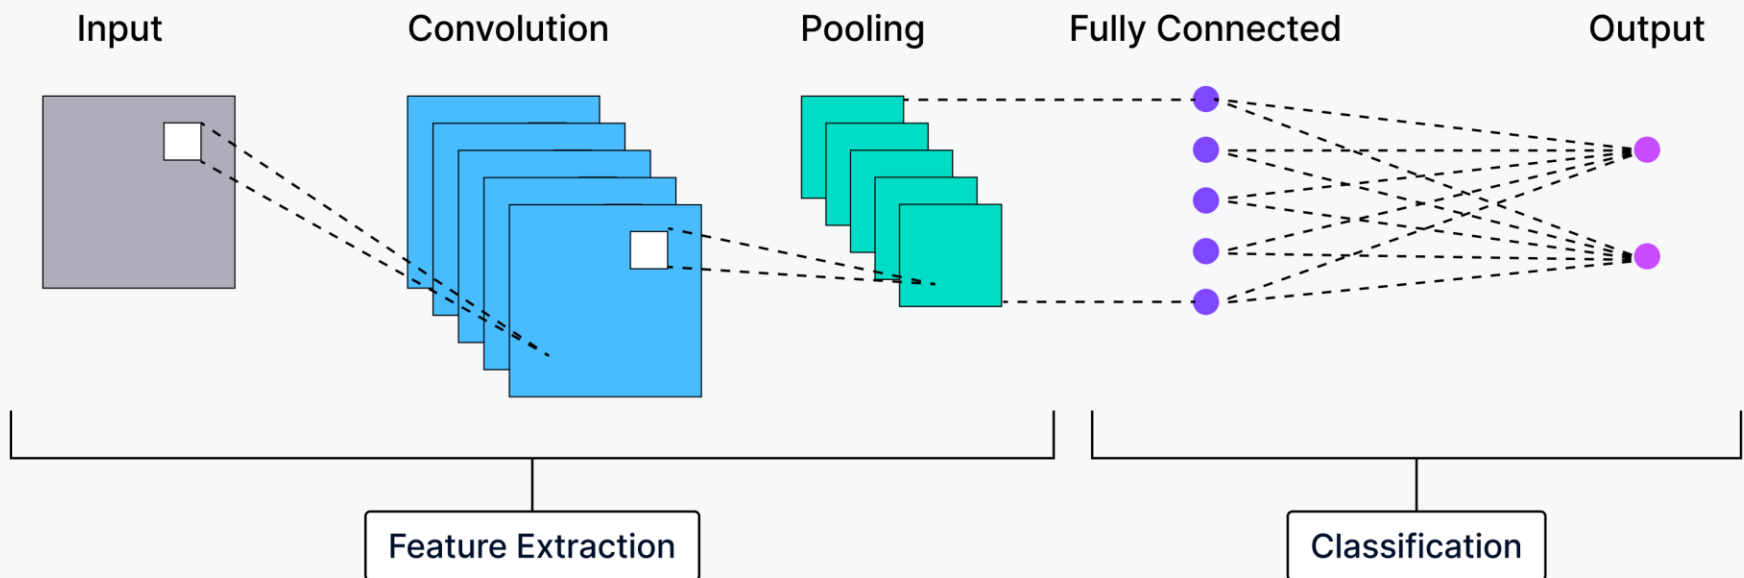 Input
Convolution
Pooling
Fully Connected
Output
Feature Extraction
Classification